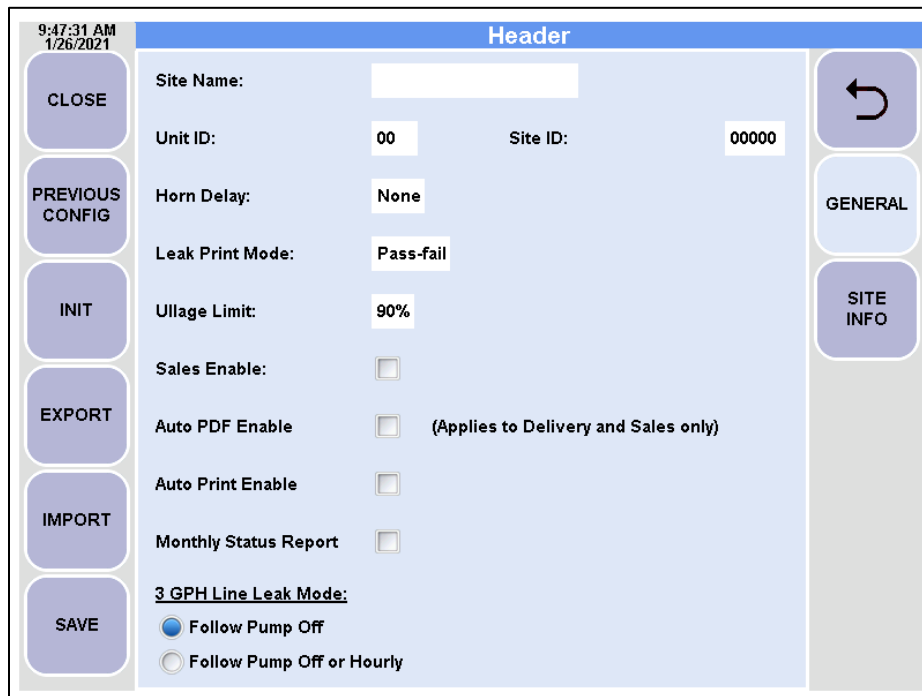 9:47:31 AM
1/26/2021
Header
CLOSE
PREVIOUS
CONFIG
INIT
EXPORT
IMPORT
SAVE
Site Name:
Unit ID: 00 Site ID: 00000
Horn Delay: None
Leak Print Mode: Pass-fail
Ullage Limit: 90%
Sales Enable:
Auto PDF Enable (Applies to Delivery and Sales only)
Auto Print Enable
Monthly Status Report
3 GPH Line Leak Mode:
Follow Pump Off
Follow Pump Off or Hourly
GENERAL
SITE
INFO